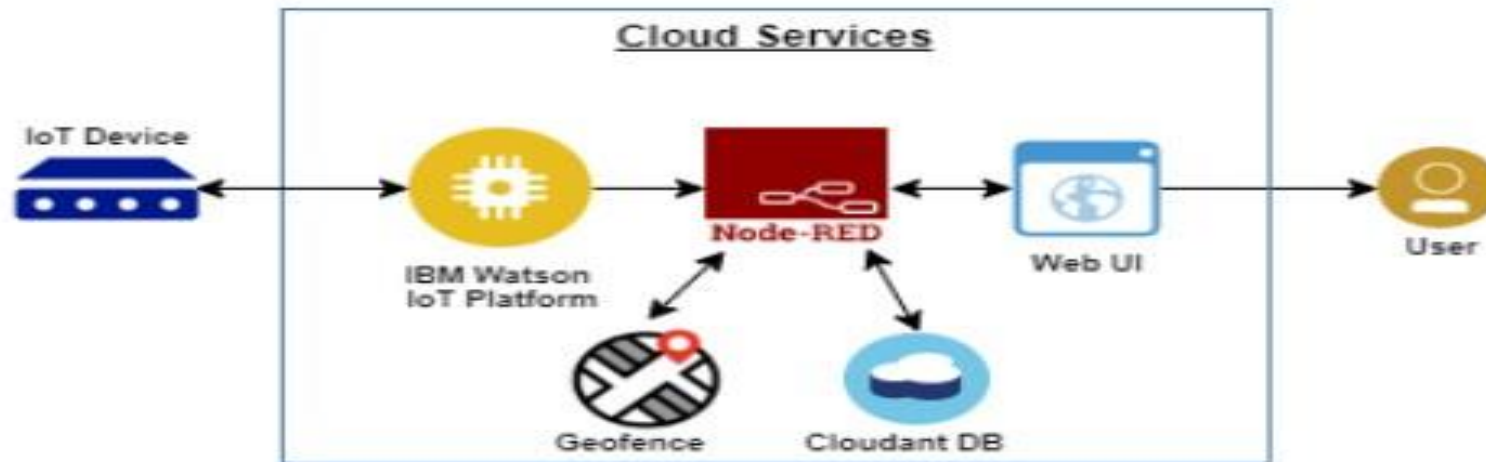 Cloud Services
IoT Device
IBM Watson
IoT Platform
Node-RED
Web UI
User
Geofence
Cloudant DB